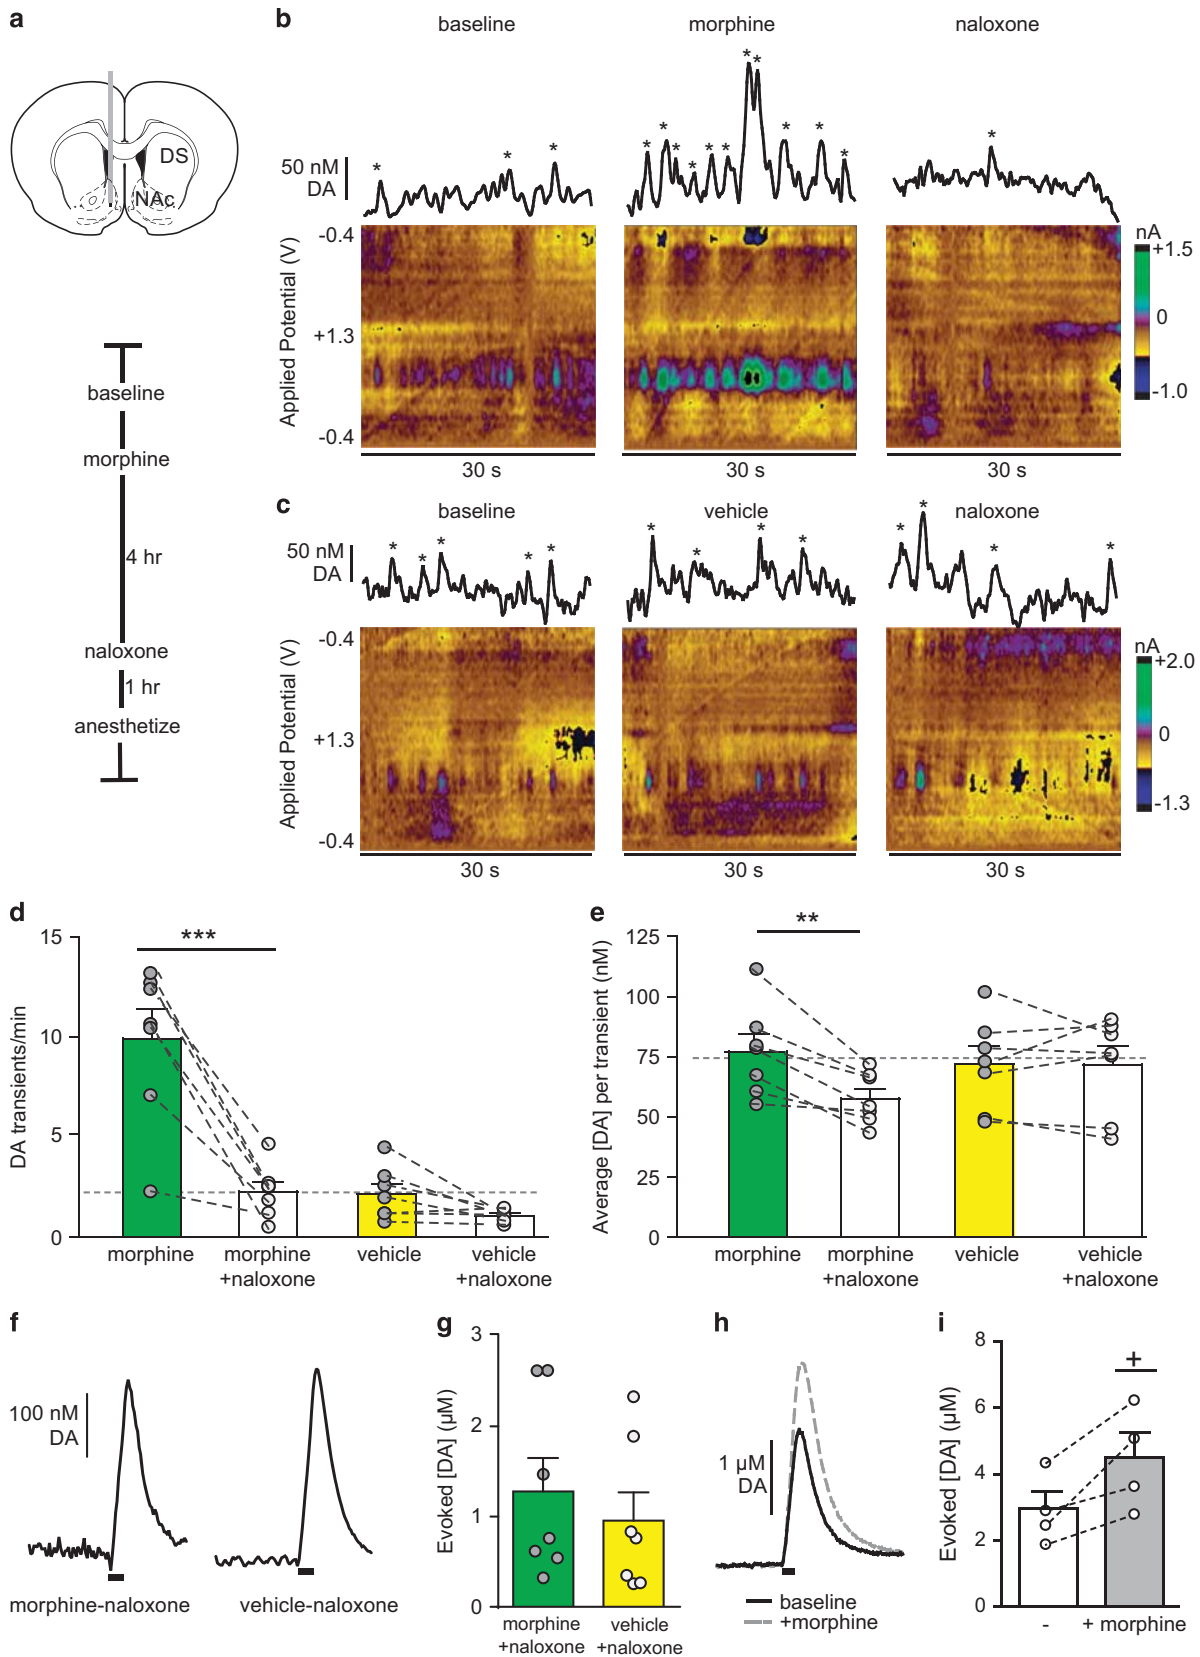 a
DS
NAc
baseline
morphine
4 hr
naloxone
1 hr
anesthetize
b
baseline
morphine
naloxone
* * * * * * * * * * * * * * *
50 nM
DA
Applied Potential (V)
-0.4
+1.3
-0.4
30 s
30 s
30 s
nA
+1.5
0
-1.0
c
baseline
vehicle
naloxone
* * * * * * * * * * * * *
50 nM
DA
Applied Potential (V)
-0.4
+1.3
-0.4
30 s
30 s
30 s
nA
+2.0
0
-1.3
d
DA transients/min
15
10
5
0
***
morphine
morphine
+naloxone
vehicle
vehicle
+naloxone
e
Average [DA] per transient (nM)
125
100
75
50
25
0
**
morphine
morphine
+naloxone
vehicle
vehicle
+naloxone
f
100 nM
DA
morphine-naloxone
vehicle-naloxone
g
Evoked [DA] (µM)
3
2
1
0
morphine
+naloxone
vehicle
+naloxone
h
1 µM
DA
baseline
+morphine
i
Evoked [DA] (µM)
8
6
4
2
0
+
-
+ morphine